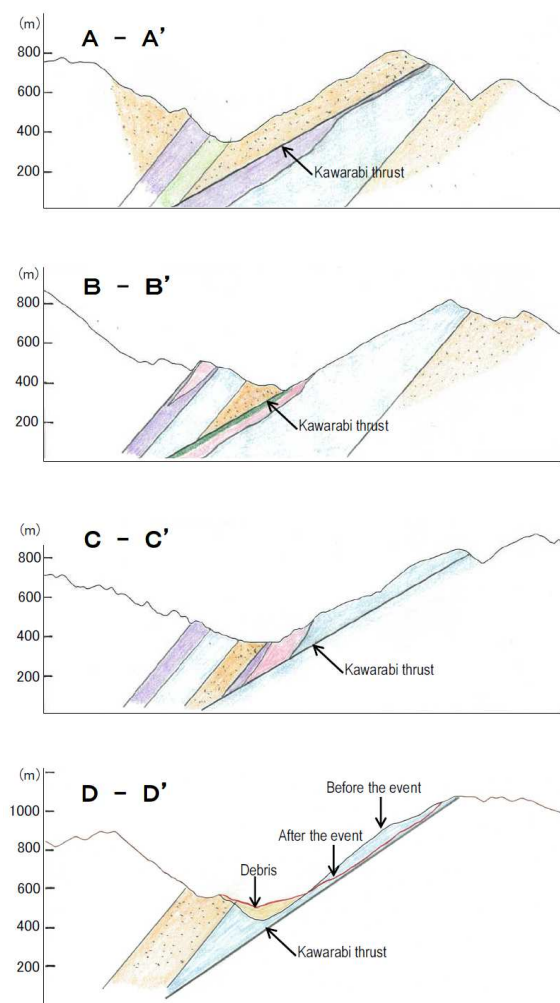 (m)
A - A'
800
600
400
200
Kawarabi thrust
(m)
B - B'
800
600
400
200
Kawarabi thrust
(m)
C - C'
800
600
400
200
Kawarabi thrust
(m)
D - D'
1000
800
600
400
200
Before the event
After the event
Debris
Kawarabi thrust